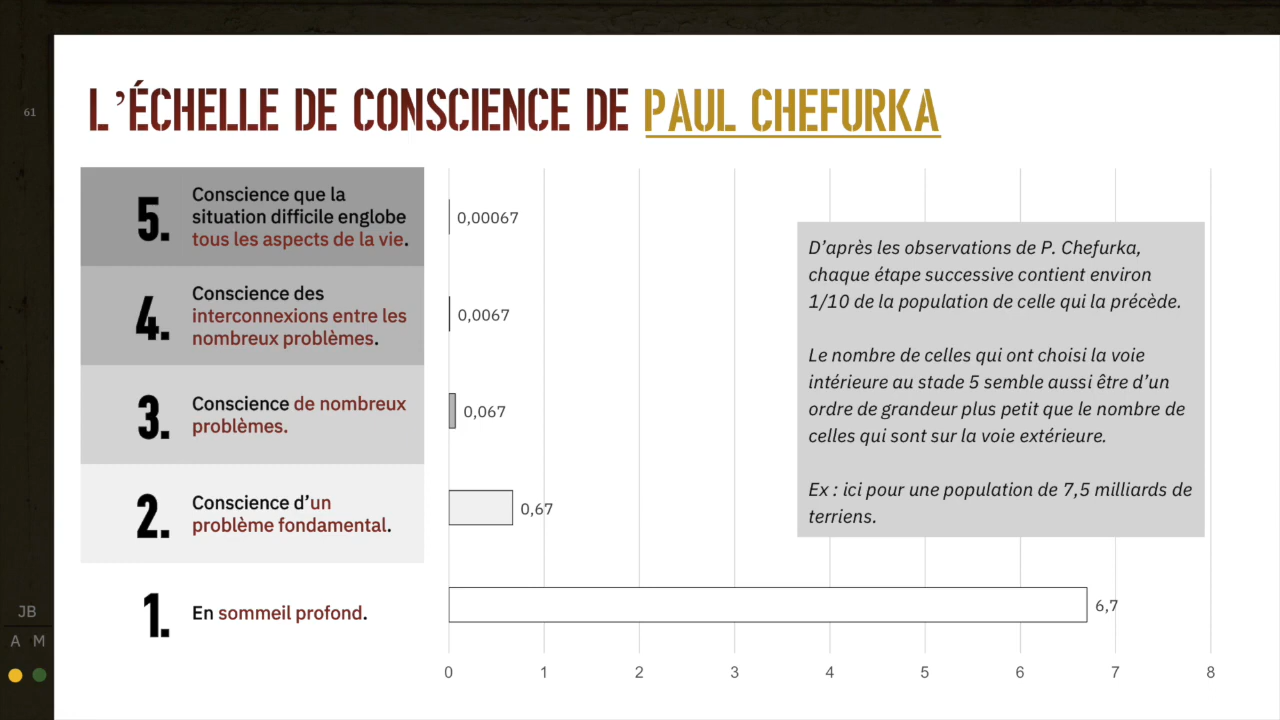 61
L’ÉCHELLE DE CONSCIENCE DE PAUL CHEFURKA
5.
Conscience que la
situation difficile englobe
tous les aspects de la vie.
0,00067
4.
Conscience des
interconnexions entre les
nombreux problèmes.
0,0067
3.
Conscience de nombreux
problèmes.
0,067
2.
Conscience d’un
problème fondamental.
0,67
1.
En sommeil profond.
6,7
0 1 2 3 4 5 6 7 8
D’après les observations de P. Chefurka,
chaque étape successive contient environ
1/10 de la population de celle qui la précède.
Le nombre de celles qui ont choisi la voie
intérieure au stade 5 semble aussi être d’un
ordre de grandeur plus petit que le nombre de
celles qui sont sur la voie extérieure.
Ex : ici pour une population de 7,5 milliards de
terriens.
JB
A M